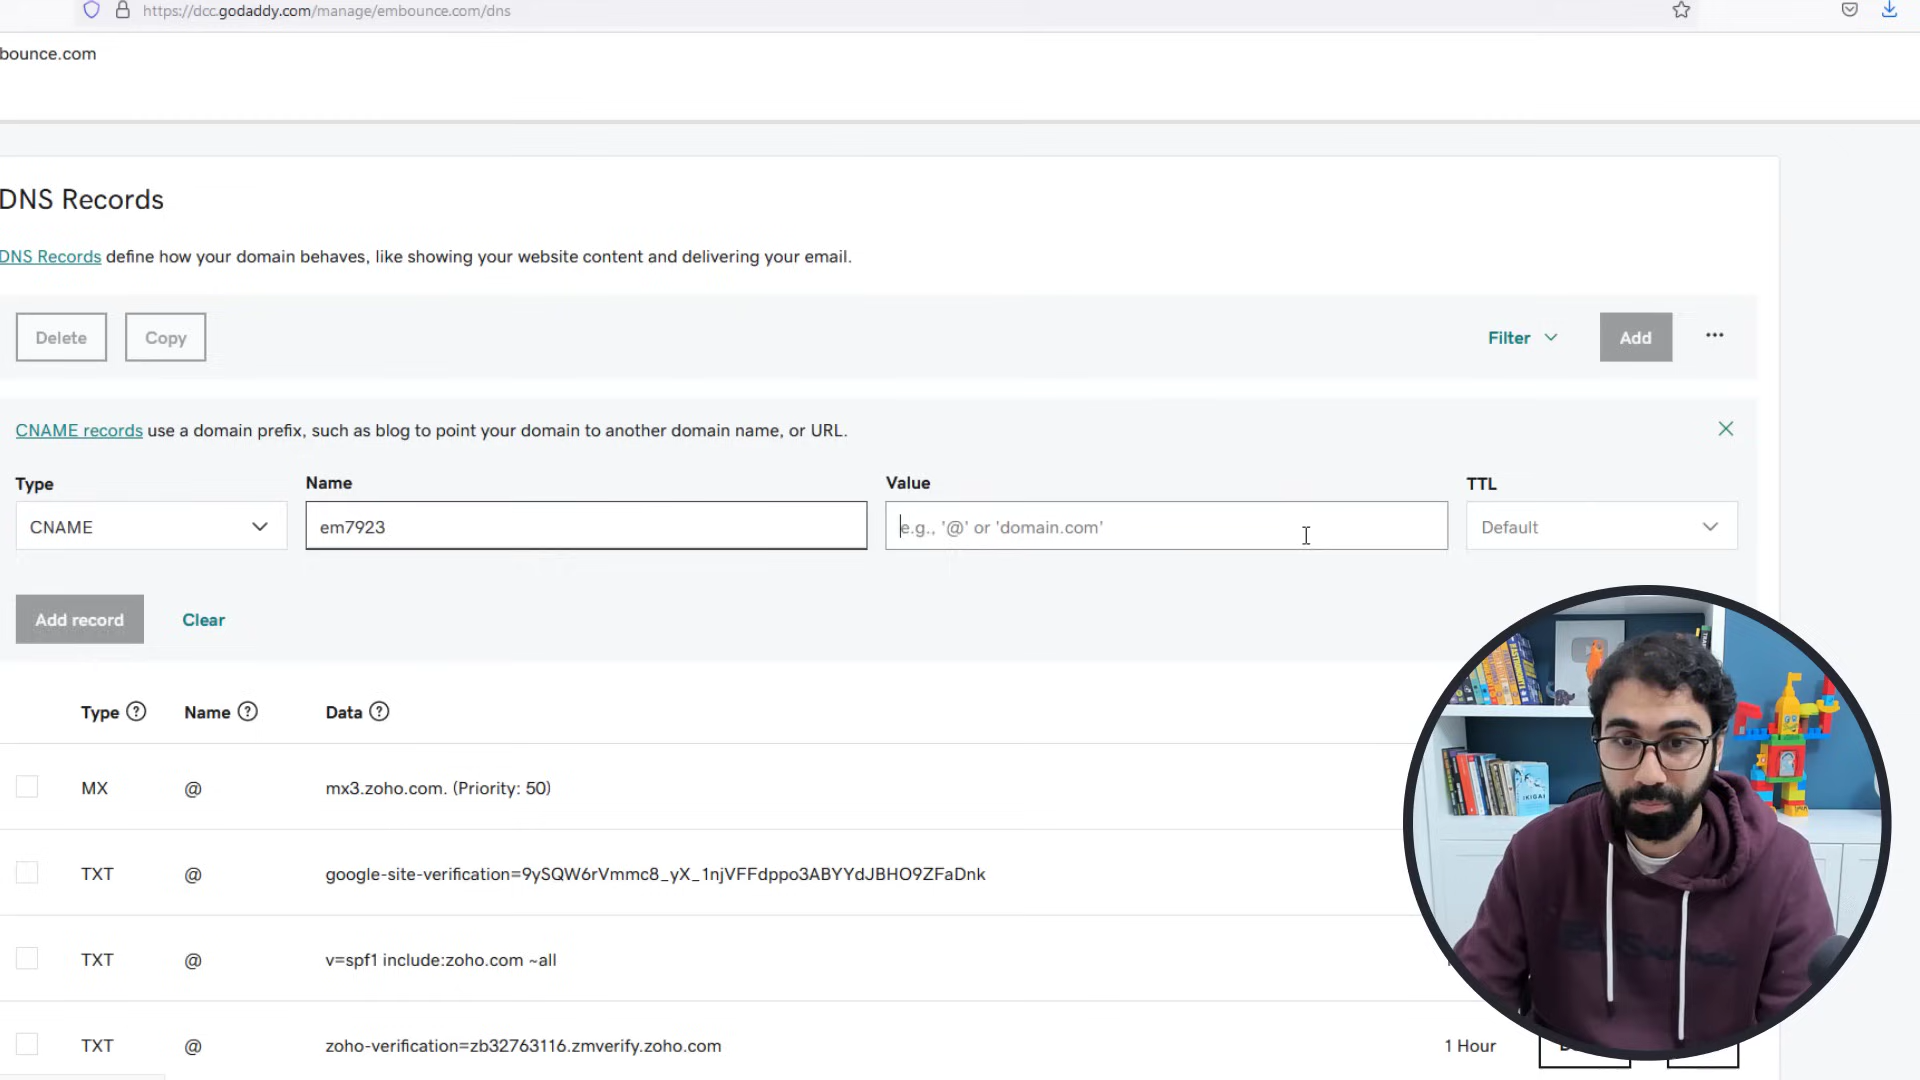 https://dcc.godaddy.com/manage/embounce.com/dns
bounce.com
DNS Records
DNS Records define how your domain behaves, like showing your website content and delivering your email.
Delete Copy Filter Add ...
CNAME records use a domain prefix, such as blog to point your domain to another domain name, or URL.
Type Name Value TTL
CNAME em7923 e.g., '@' or 'domain.com' Default
Add record Clear
Type Name Data
MX @ mx3.zoho.com. (Priority: 50)
TXT @ google-site-verification=9ySQW6rVmmc8_yX_1njVFFdppo3ABYYdJBHO9ZFaDnk
TXT @ v=spf1 include:zoho.com ~all
TXT @ zoho-verification=zb32763116.zmverify.zoho.com 1 Hour
IKIGAI